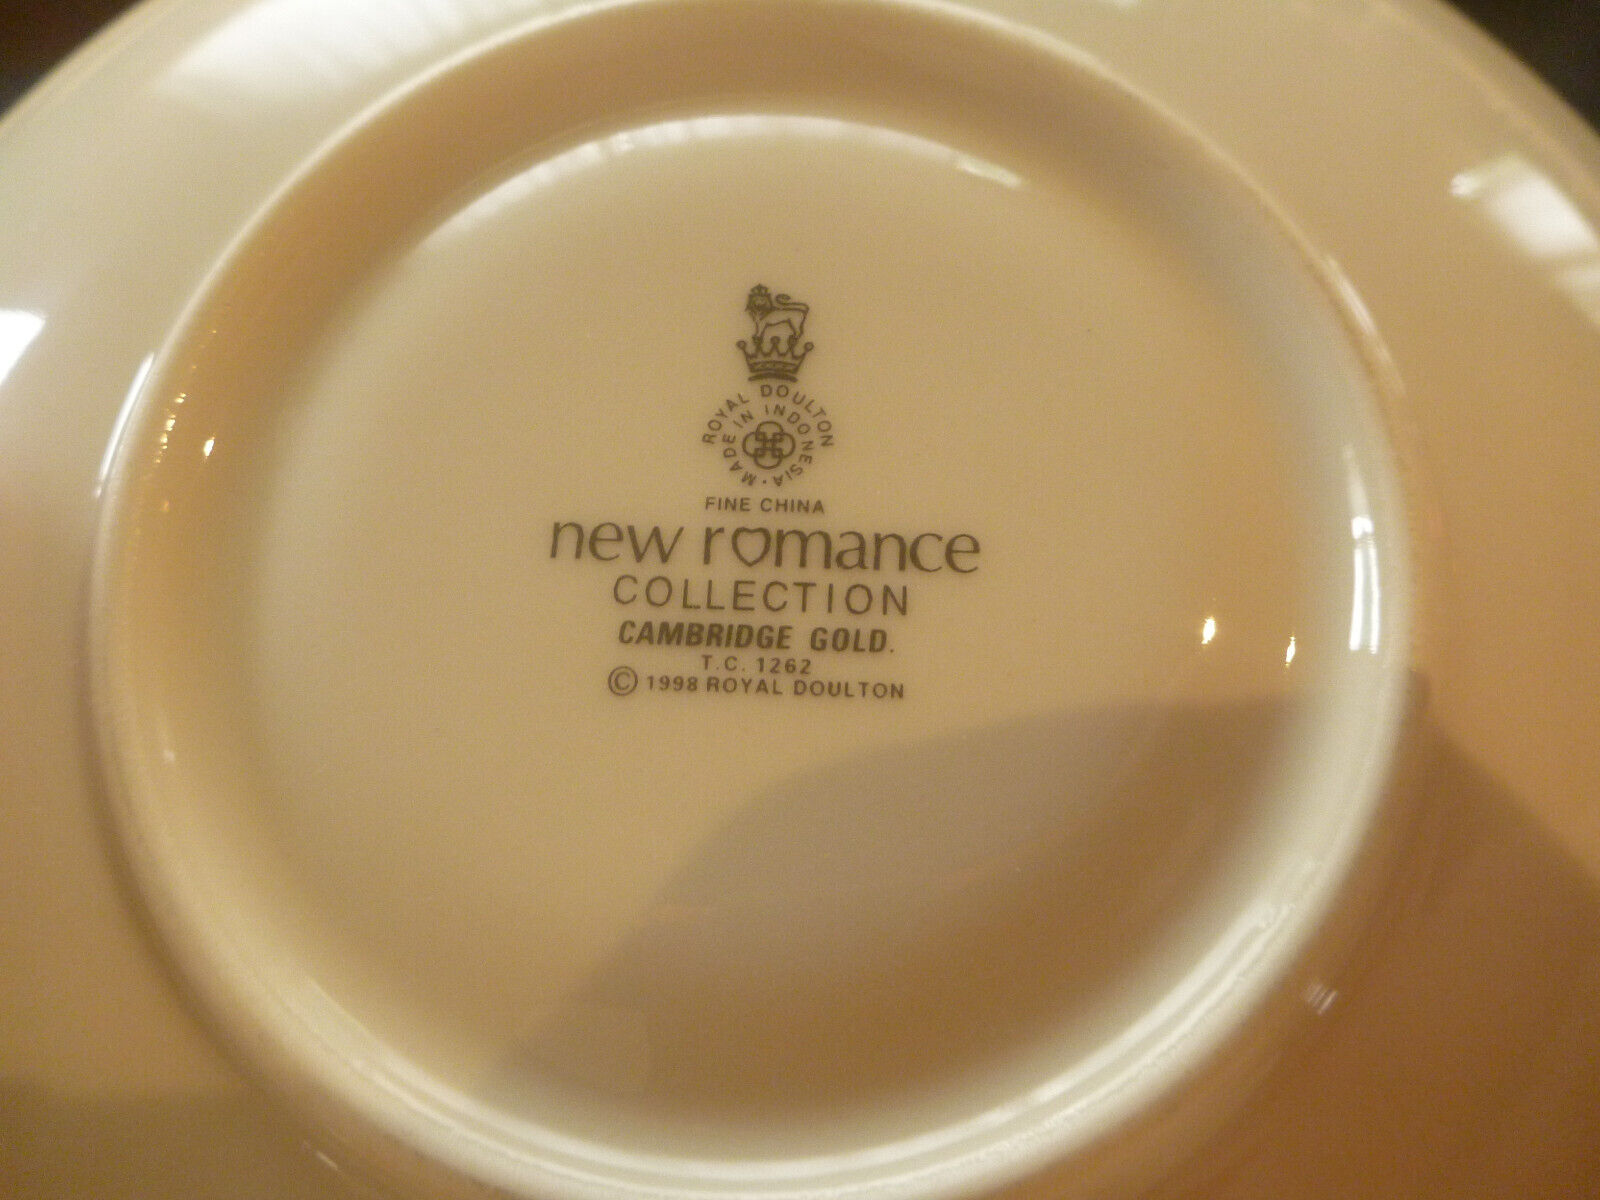 ROYAL DOULTON
MADE IN INDONESIA
FINE CHINA
new romance
COLLECTION
CAMBRIDGE GOLD.
T.C. 1262
© 1998 ROYAL DOULTON